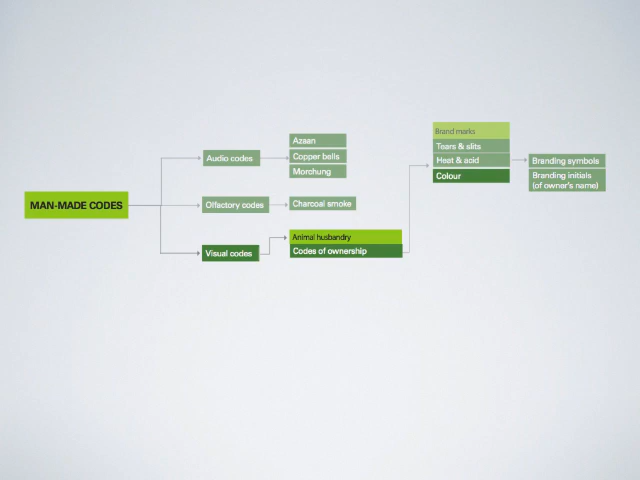 MAN-MADE CODES
Audio codes
Azaan
Copper bells
Morchung
Olfactory codes
Charcoal smoke
Visual codes
Animal husbandry
Codes of ownership
Brand marks
Tears & slits
Heat & acid
Colour
Branding symbols
Branding initials
(of owner's name)